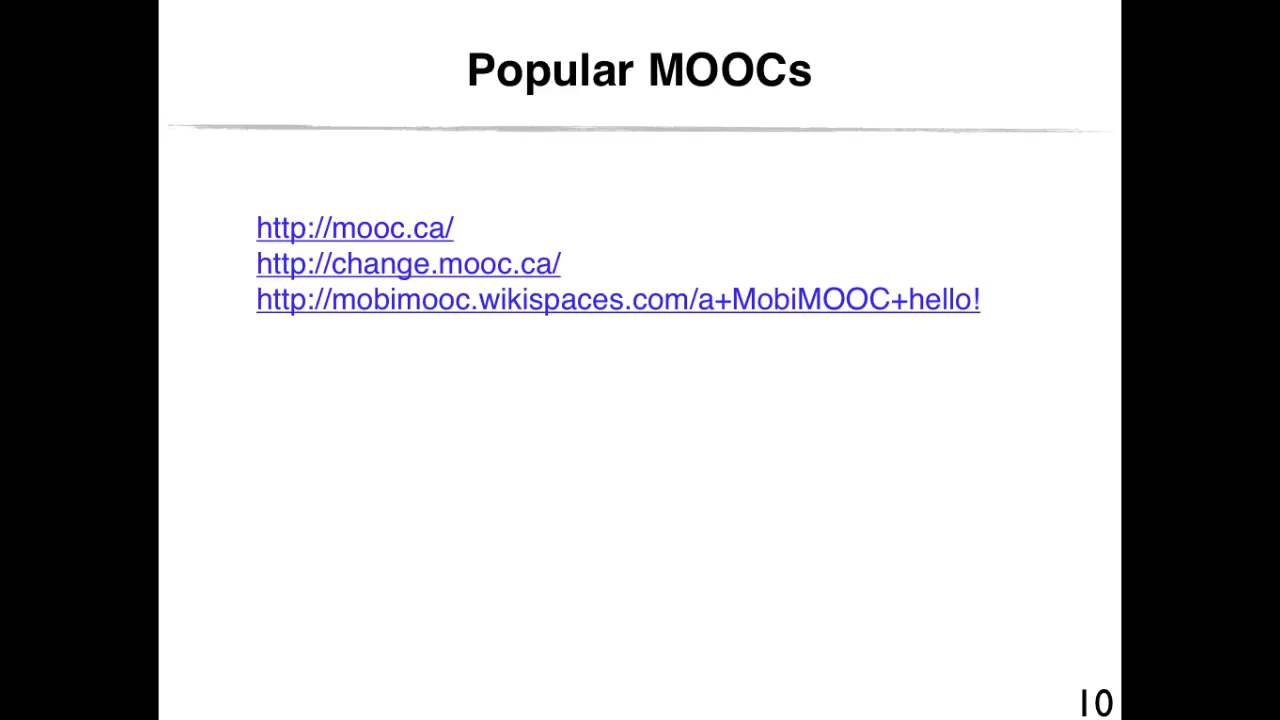 Popular MOOCs
http://mooc.ca/
http://change.mooc.ca/
http://mobimooc.wikispaces.com/a+MobiMOOC+hello!
10